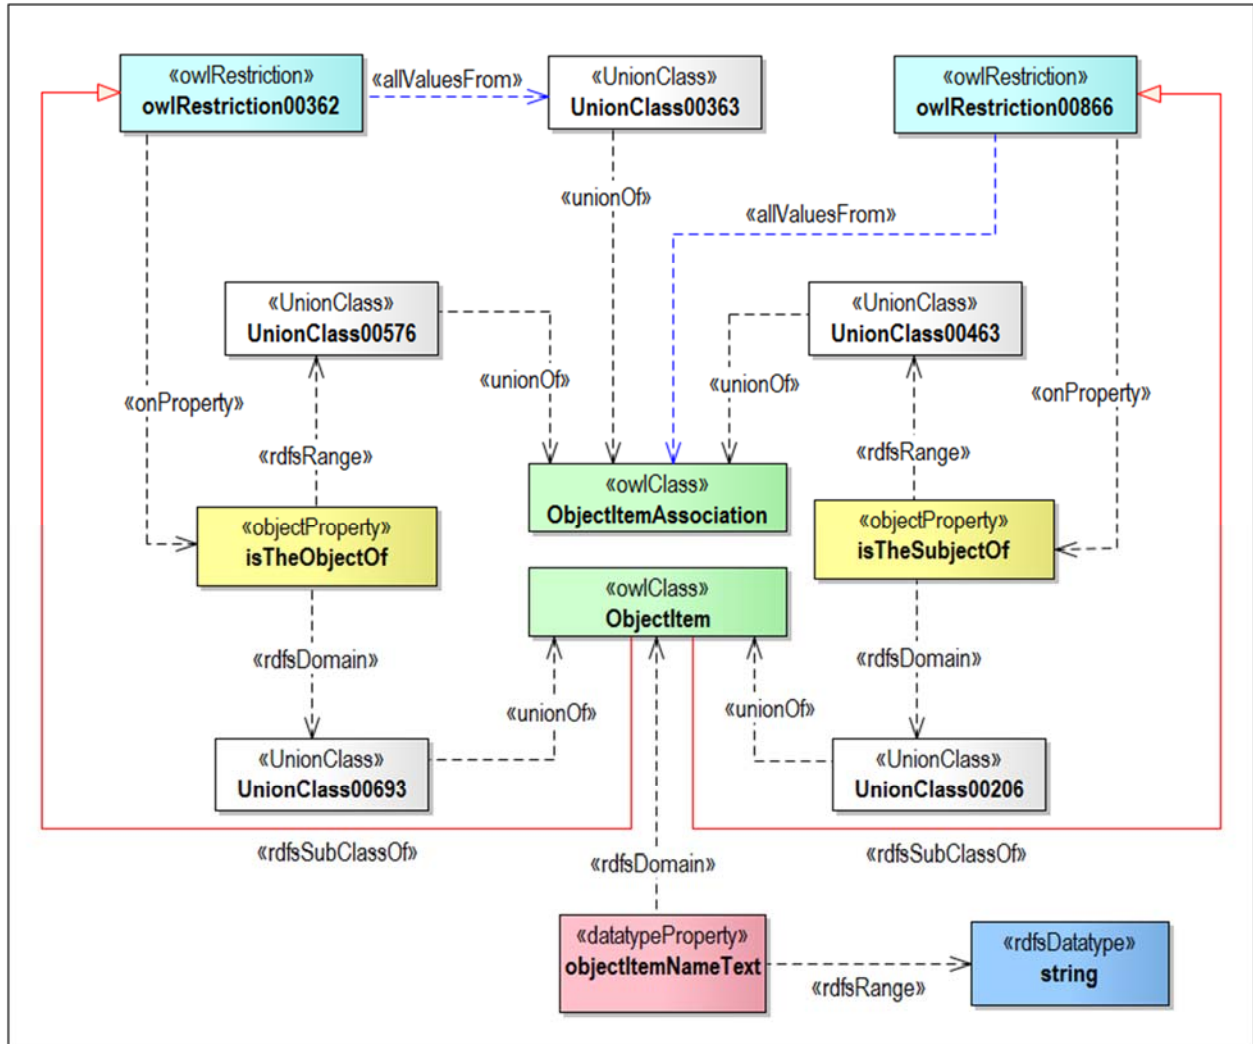 «owlRestriction»
owlRestriction00362
«allValuesFrom»
«UnionClass»
UnionClass00363
«owlRestriction»
owlRestriction00866
«unionOf»
«allValuesFrom»
«UnionClass»
UnionClass00576
«UnionClass»
UnionClass00463
«unionOf»
«unionOf»
«onProperty»
«onProperty»
«rdfsRange»
«rdfsRange»
«owlClass»
ObjectItemAssociation
«objectProperty»
isTheObjectOf
«objectProperty»
isTheSubjectOf
«owlClass»
ObjectItem
«rdfsDomain»
«rdfsDomain»
«unionOf»
«unionOf»
«UnionClass»
UnionClass00693
«UnionClass»
UnionClass00206
«rdfsSubClassOf»
«rdfsDomain»
«rdfsSubClassOf»
«datatypeProperty»
objectItemNameText
«rdfsRange»
«rdfsDatatype»
string